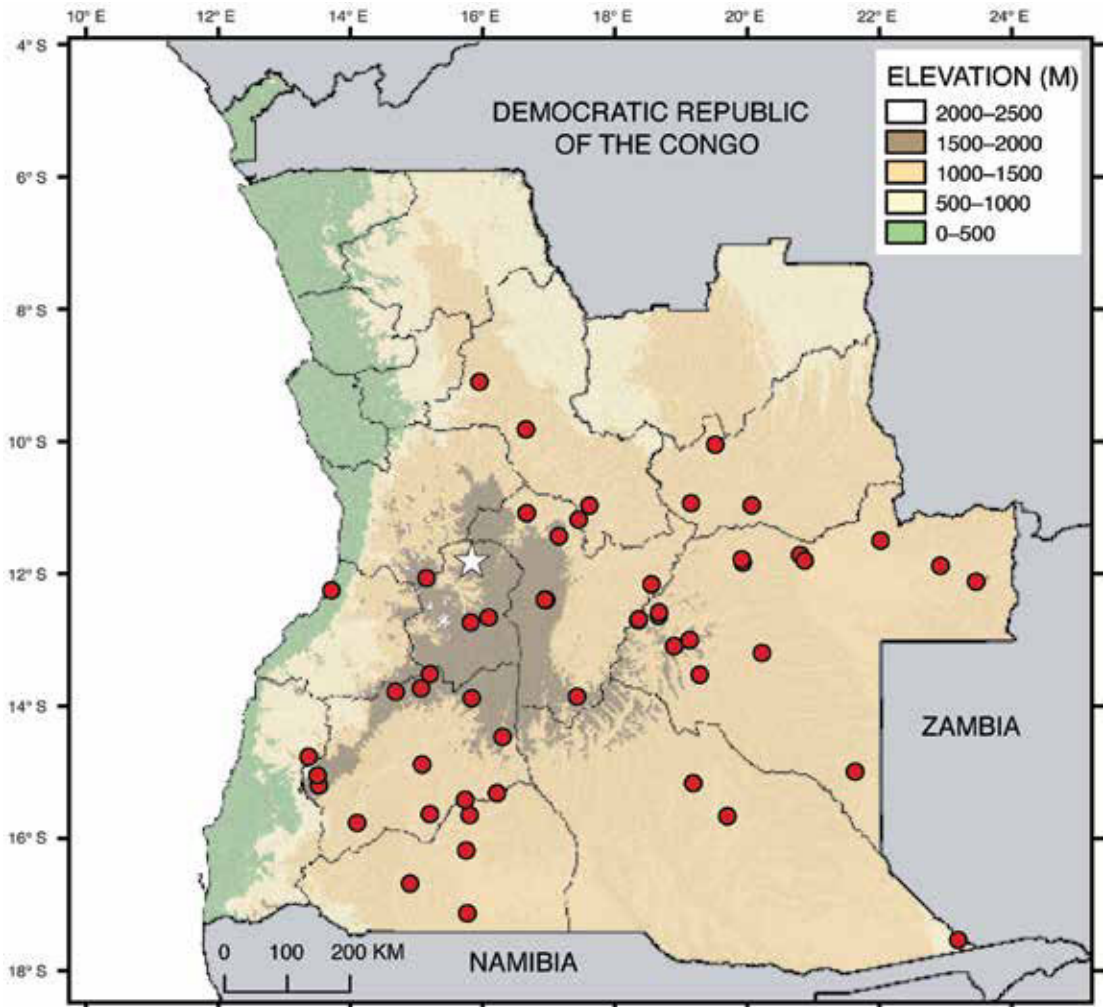 10° E 12° E 14° E 16° E 18° E 20° E 22° E 24° E
4° S
6° S
8° S
10° S
12° S
14° S
16° S
18° S
ELEVATION (M)
2000–2500
1500–2000
1000–1500
500–1000
0–500
DEMOCRATIC REPUBLIC
OF THE CONGO
ZAMBIA
NAMIBIA
0 100 200 KM